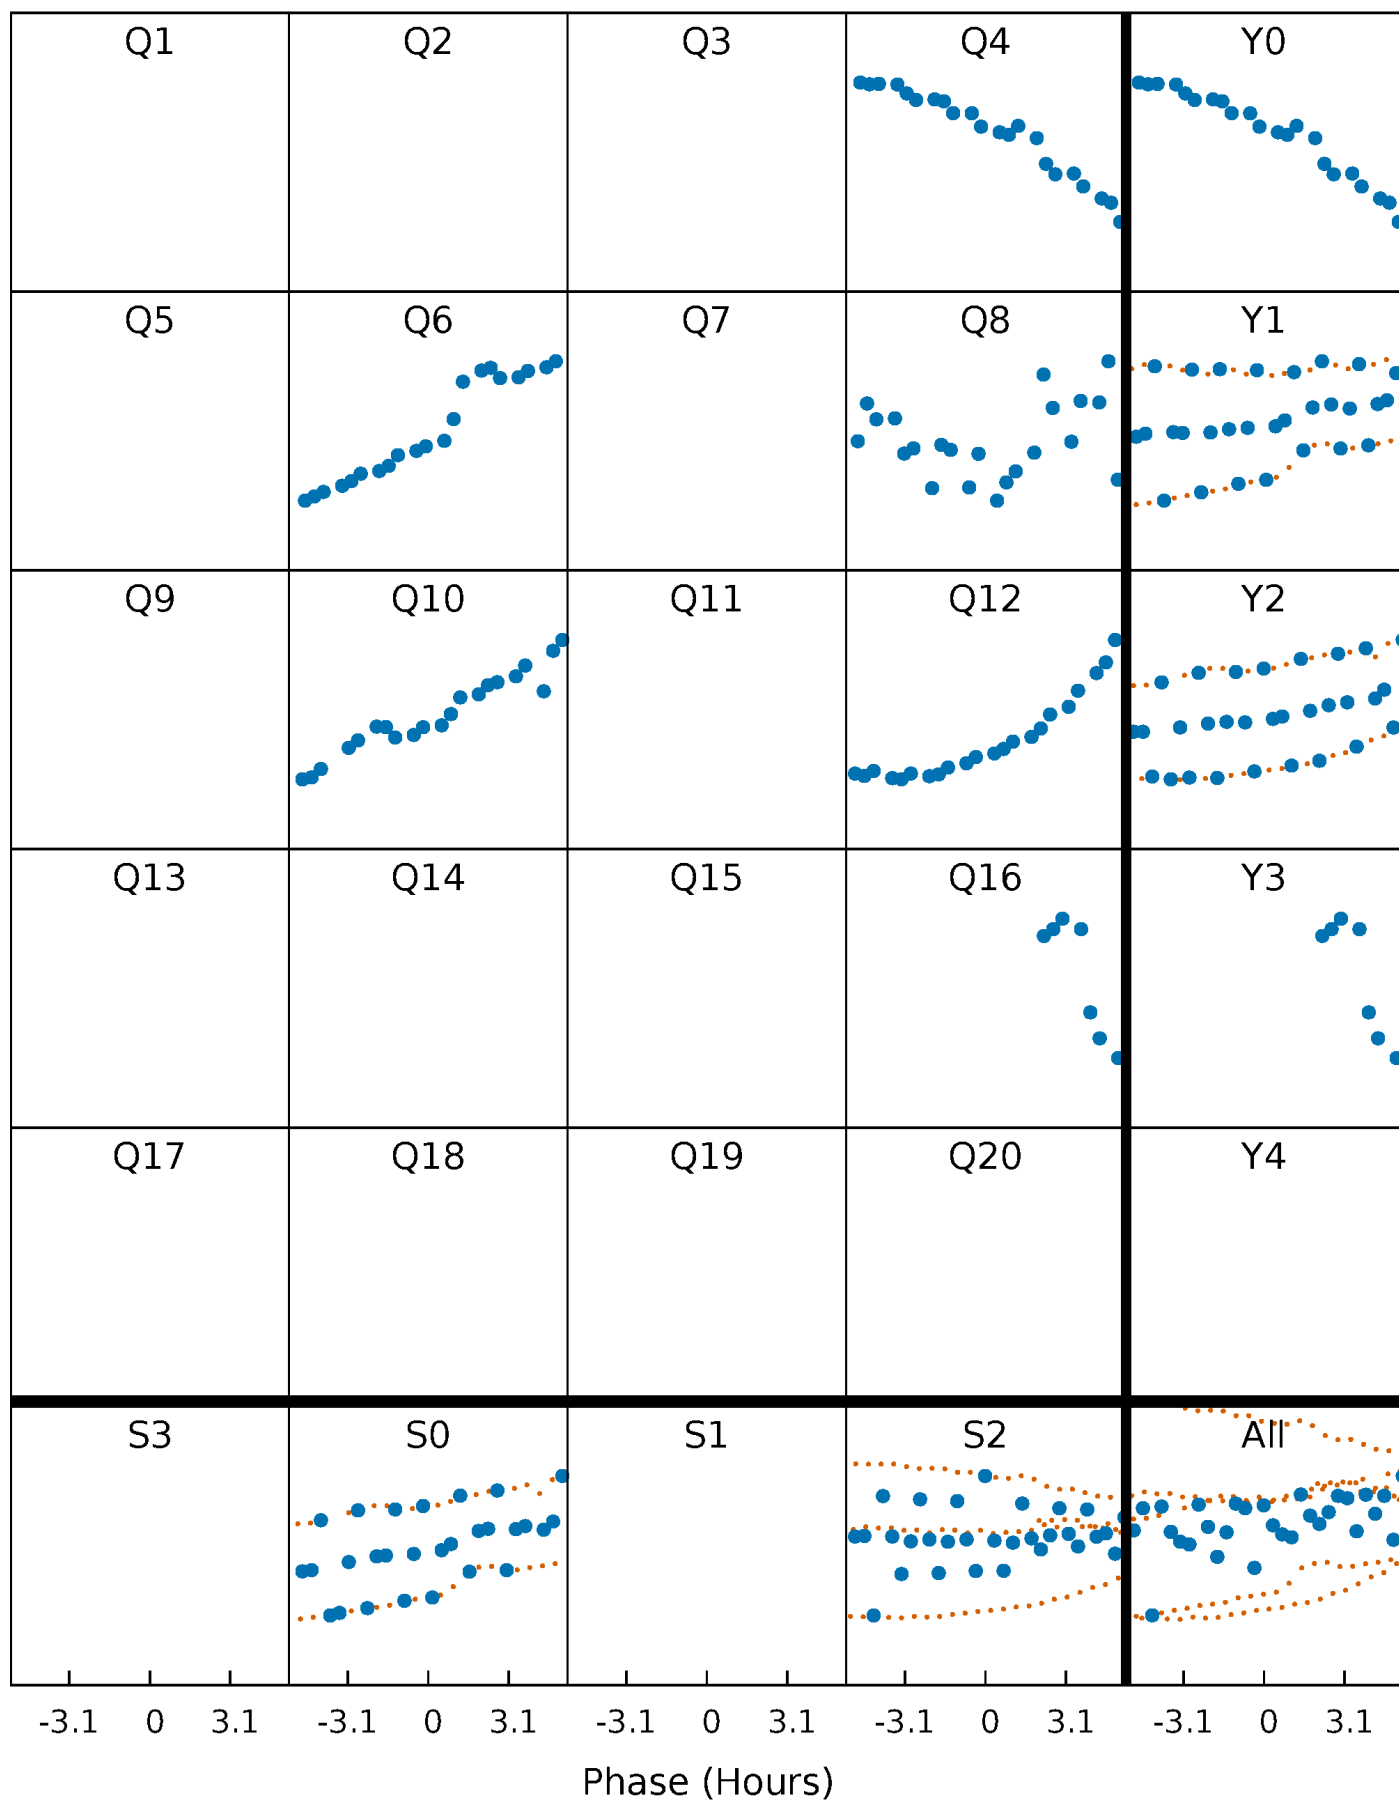 Q1 Q2 Q3 Q4 Y0
Q5 Q6 Q7 Q8 Y1
Q9 Q10 Q11 Q12 Y2
Q13 Q14 Q15 Q16 Y3
Q17 Q18 Q19 Q20 Y4
S3 S0 S1 S2 All
-3.1 0 3.1 -3.1 0 3.1 -3.1 0 3.1 -3.1 0 3.1 -3.1 0 3.1
Phase (Hours)